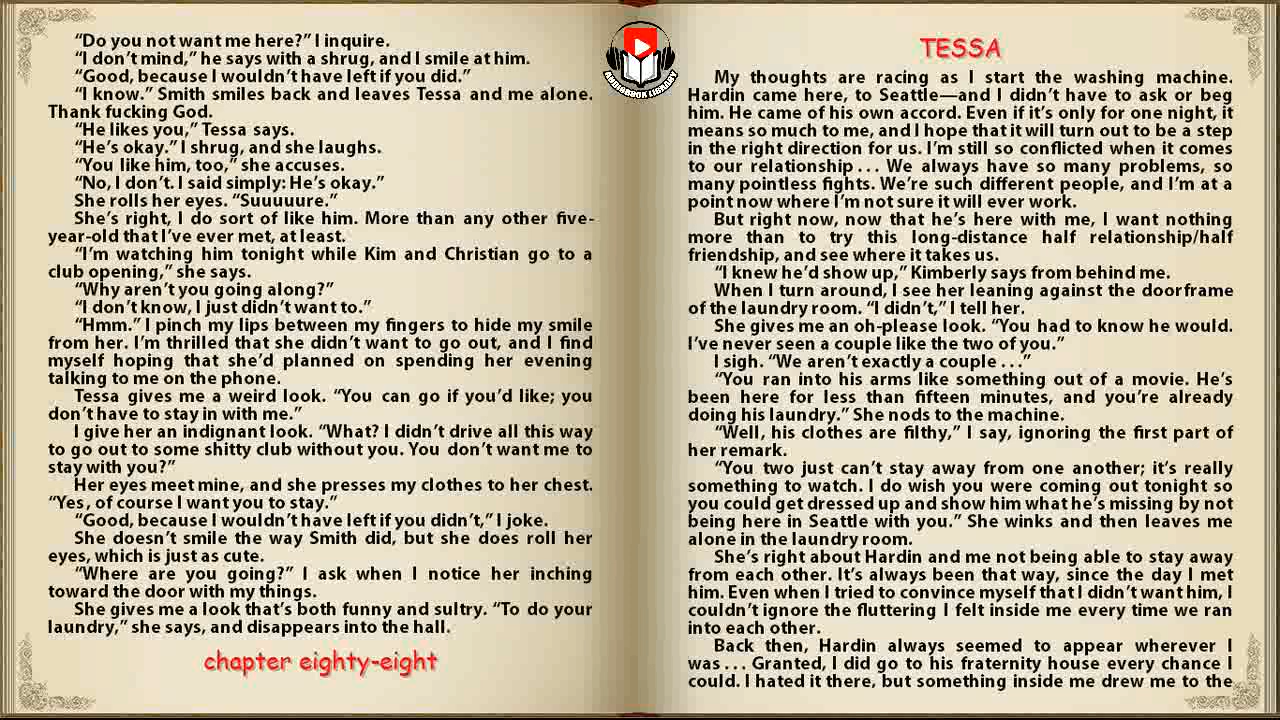 “Do you not want me here?” I inquire.
“I don’t mind,” he says with a shrug, and I smile at him.
“Good, because I wouldn’t have left if you did.”
“I know.” Smith smiles back and leaves Tessa and me alone.
Thank fucking God.
“He likes you,” Tessa says.
“He’s okay.” I shrug, and she laughs.
“You like him, too,” she accuses.
“No, I don’t. I said simply: He’s okay.”
She rolls her eyes. “Suuuuure.”
She’s right, I do sort of like him. More than any other five-
year-old that I’ve ever met, at least.
“I’m watching him tonight while Kim and Christian go to a
club opening,” she says.
“Why aren’t you going along?”
“I don’t know, I just didn’t want to.”
“Hmm.” I pinch my lips between my fingers to hide my smile
from her. I’m thrilled that she didn’t want to go out, and I find
myself hoping that she’d planned on spending her evening
talking to me on the phone.
Tessa gives me a weird look. “You can go if you’d like; you
don’t have to stay in with me.”
I give her an indignant look. “What? I didn’t drive all this way
to go out to some shitty club without you. You don’t want me to
stay with you?”
Her eyes meet mine, and she presses my clothes to her chest.
“Yes, of course I want you to stay.”
“Good, because I wouldn’t have left if you didn’t,” I joke.
She doesn’t smile the way Smith did, but she does roll her
eyes, which is just as cute.
“Where are you going?” I ask when I notice her inching
toward the door with my things.
She gives me a look that’s both funny and sultry. “To do your
laundry,” she says, and disappears into the hall.
chapter eighty-eight
AUDIOBOOK LIBRARY
TESSA
My thoughts are racing as I start the washing machine.
Hardin came here, to Seattle—and I didn’t have to ask or beg
him. He came of his own accord. Even if it’s only for one night, it
means so much to me, and I hope that it will turn out to be a step
in the right direction for us. I’m still so conflicted when it comes
to our relationship . . . We always have so many problems, so
many pointless fights. We’re such different people, and I’m at a
point now where I’m not sure it will ever work.
But right now, now that he’s here with me, I want nothing
more than to try this long-distance half relationship/half
friendship, and see where it takes us.
“I knew he’d show up,” Kimberly says from behind me.
When I turn around, I see her leaning against the doorframe
of the laundry room. “I didn’t,” I tell her.
She gives me an oh-please look. “You had to know he would.
I’ve never seen a couple like the two of you.”
I sigh. “We aren’t exactly a couple . . .”
“You ran into his arms like something out of a movie. He’s
been here for less than fifteen minutes, and you’re already
doing his laundry.” She nods to the machine.
“Well, his clothes are filthy,” I say, ignoring the first part of
her remark.
“You two just can’t stay away from one another; it’s really
something to watch. I do wish you were coming out tonight so
you could get dressed up and show him what he’s missing by not
being here in Seattle with you.” She winks and then leaves me
alone in the laundry room.
She’s right about Hardin and me not being able to stay away
from each other. It’s always been that way, since the day I met
him. Even when I tried to convince myself that I didn’t want him, I
couldn’t ignore the fluttering I felt inside me every time we ran
into each other.
Back then, Hardin always seemed to appear wherever I
was . . . Granted, I did go to his fraternity house every chance I
could. I hated it there, but something inside me drew me to the